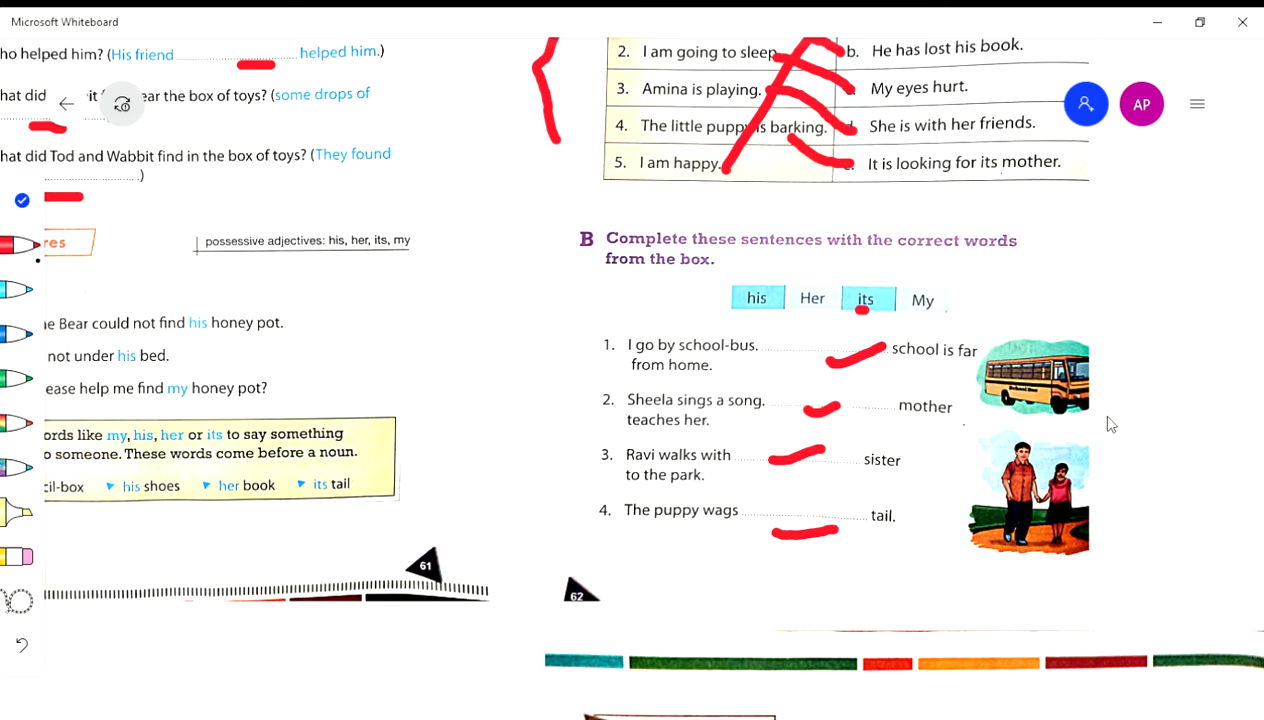 Microsoft Whiteboard
ho helped him? (His friend ........................ helped him.)
hat did it ear the box of toys? (some drops of
hat did Tod and Wabbit find in the box of toys? (They found
........................ .)
res
possessive adjectives: his, her, its, my
Bear could not find his honey pot.
not under his bed.
ease help me find my honey pot?
ords like my, his, her or its to say something
o someone. These words come before a noun.
cil-box his shoes her book its tail
61
2. I am going to sleep b. He has lost his book.
3. Amina is playing. My eyes hurt.
4. The little puppy is barking. She is with her friends.
5. I am happy. It is looking for its mother.
AP
B Complete these sentences with the correct words
from the box.
his Her its My
1. I go by school-bus. ........................ school is far
from home.
2. Sheela sings a song. ........................ mother
teaches her.
3. Ravi walks with ........................ sister
to the park.
4. The puppy wags ........................ tail.
62